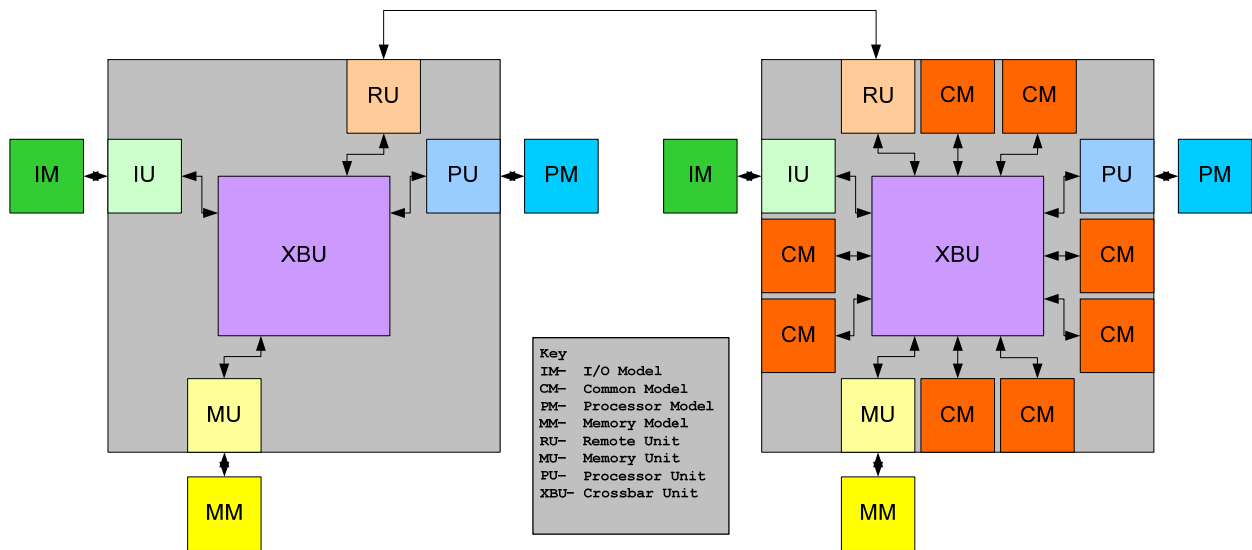 RU
RU
CM
CM
IM
IU
PU
PM
IM
IU
PU
PM
XBU
CM
XBU
CM
CM
CM
Key
IM- I/O Model
CM- Common Model
PM- Processor Model
MM- Memory Model
RU- Remote Unit
MU- Memory Unit
PU- Processor Unit
XBU- Crossbar Unit
MU
MU
CM
CM
MM
MM